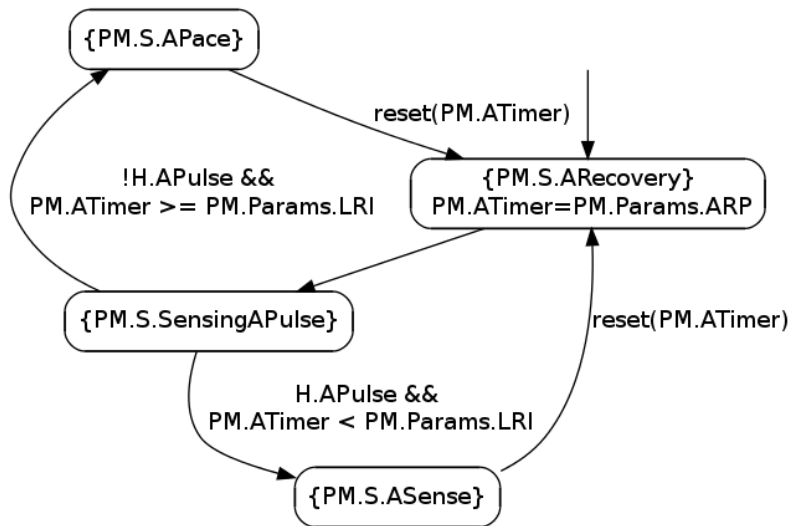 {PM.S.APace}
reset(PM.ATimer)
!H.APulse &&
PM.ATimer >= PM.Params.LRI
{PM.S.ARecovery}
PM.ATimer=PM.Params.ARP
{PM.S.SensingAPulse}
reset(PM.ATimer)
H.APulse &&
PM.ATimer < PM.Params.LRI
{PM.S.ASense}